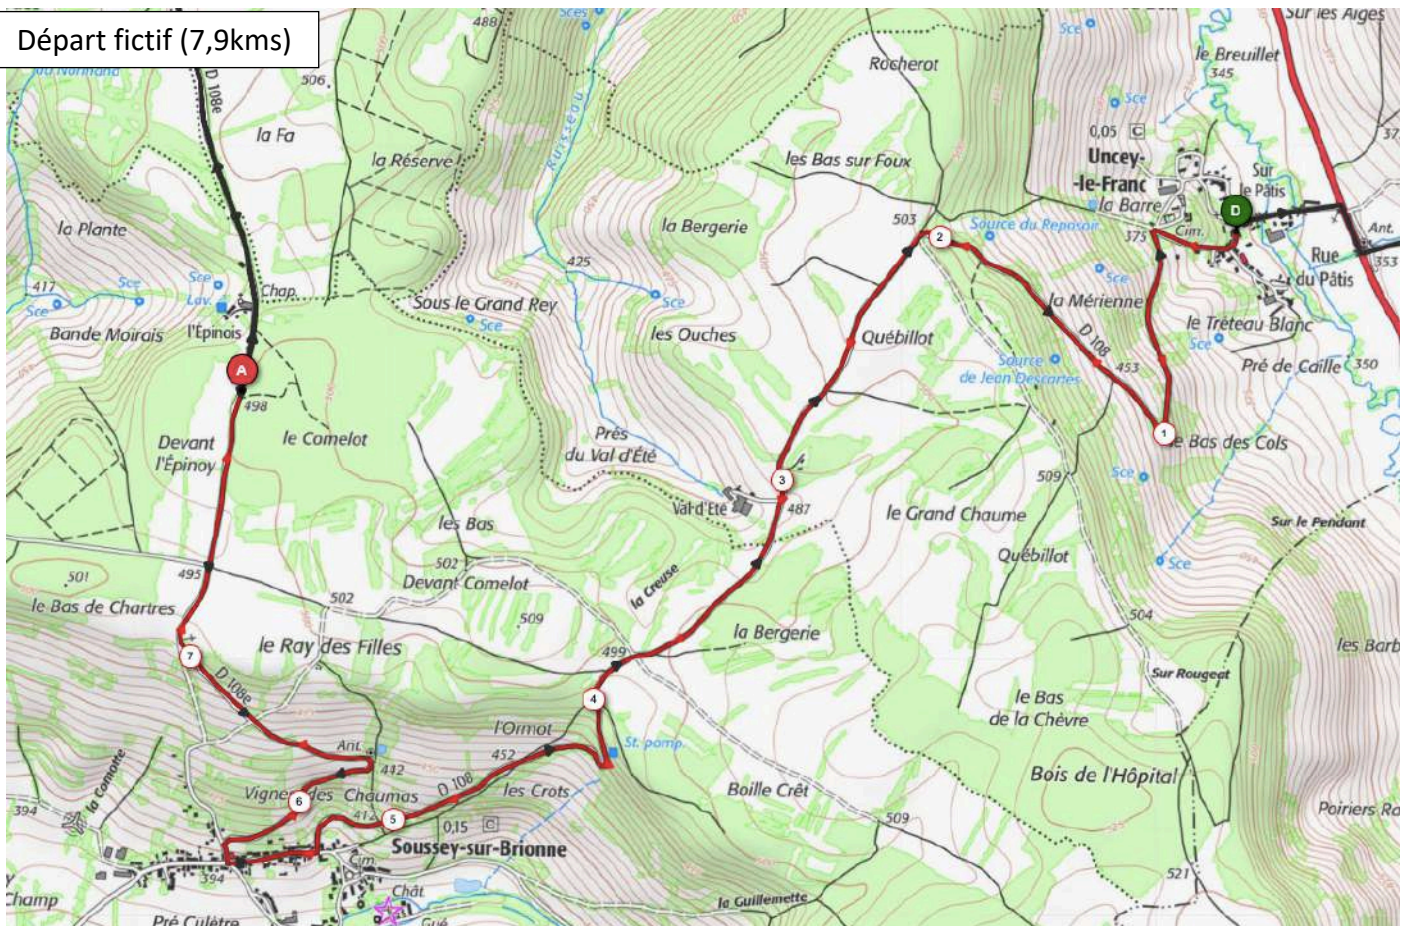 Départ fictif (7,9kms)
488
Sces
Sce
Sur les Aiges
D 108e
506
la Fa
la Réserve
Ruisseau
Rocherot
le Breuillet
345
Sce
0,05 C
les Bas sur Foux
Uncey-
-le-Franc
la Barre
Sur
le Pâtis
D
la Plante
la Bergerie
503
2
Source du Reposoir
375
Cim.
Ant.
353
Rue
du Pâtis
417
Sce
Sce
Sce
Lav.
Chap.
425
Sce
Sce
la Mérienne
Bande Moirais
l'Épinois
Sous le Grand Rey
Sce
les Ouches
Québillot
D 108
le Tréteau Blanc
Sce
A
498
Source
de Jean Descartes
453
Pré de Caille
350
Devant
l'Épinoy
le Comelot
Prés
du Val d'Été
1
le Bas des Cols
3
509
Sce
Val d'Été
487
les Bas
le Grand Chaume
Sur le Pendant
Québillot
Sce
501
495
502
Devant Comelot
la Creuse
le Bas de Chartres
502
509
la Bergerie
504
7
le Ray des Filles
499
les Barb
D 108e
Sur Rougeat
4
le Bas
de la Chèvre
l'Ormot
St. pomp.
Ant.
452
442
la Comotte
6
Vignes des Chaumas
D 108
les Crots
Boille Crêt
Bois de l'Hôpital
394
412
5
0,15 C
509
Poiriers Ra
Soussey-sur-Brionne
Cim.
394
521
Champ
Chât.
la Guillemette
Pré Culètre
Gué